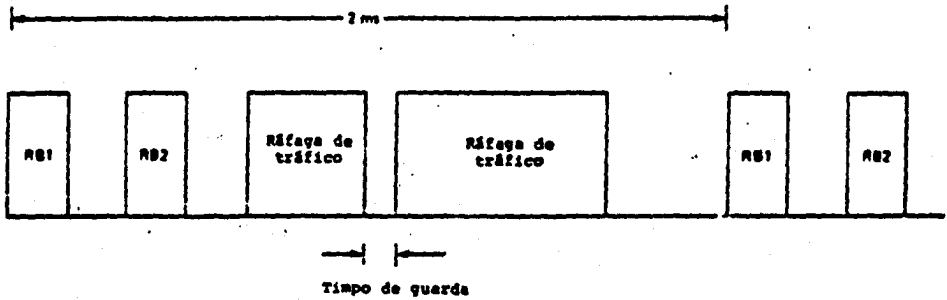 2 ms
RB1
RB2
Ráfaga de
tráfico
Ráfaga de
tráfico
RB1
RB2
Timpo de guarda